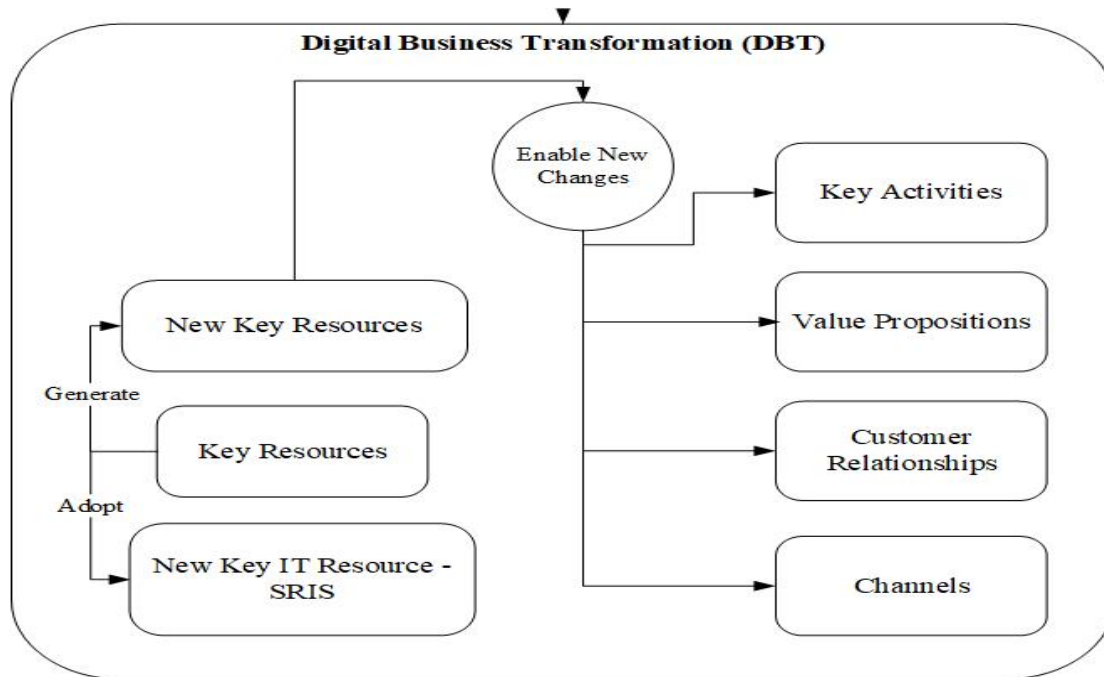 Digital Business Transformation (DBT)
Enable New
Changes
Key Activities
New Key Resources
Value Propositions
Generate
Key Resources
Customer
Relationships
Adopt
New Key IT Resource -
SRIS
Channels